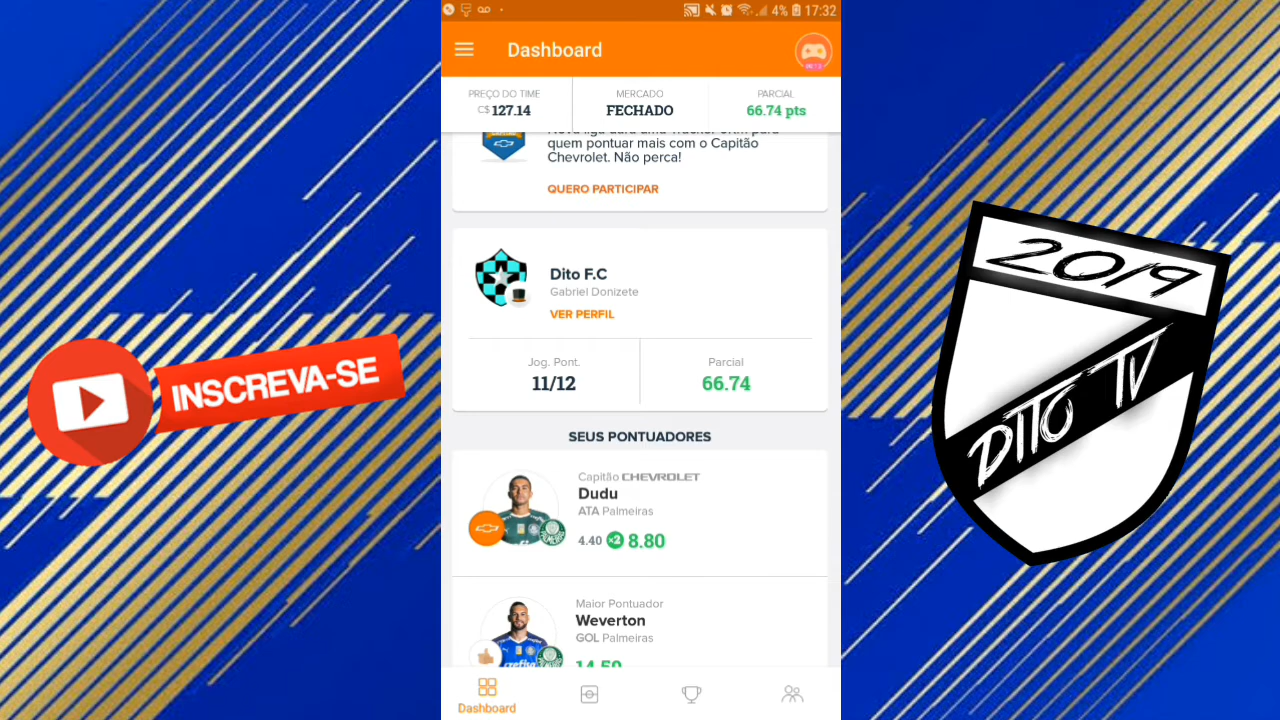 4% 17:32
Dashboard
PREÇO DO TIME
C$ 127.14
MERCADO
FECHADO
PARCIAL
66.74 pts
quem pontuar mais com o Capitão
Chevrolet. Não perca!
QUERO PARTICIPAR
Dito F.C
Gabriel Donizete
VER PERFIL
Jog. Pont.
11/12
Parcial
66.74
SEUS PONTUADORES
Capitão CHEVROLET
Dudu
ATA Palmeiras
4.40 x2 8.80
Maior Pontuador
Weverton
GOL Palmeiras
14.50
Dashboard
INSCREVA-SE
2019
DITO TV